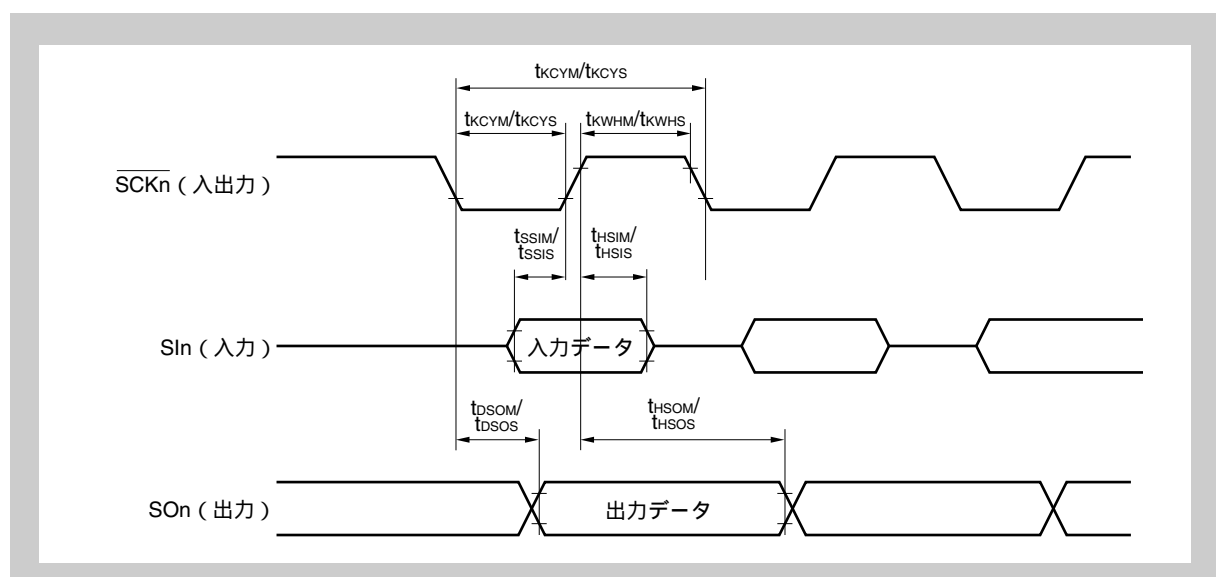 tKCYM/tKCYS
tKCYM/tKCYS
tKWHM/tKWHS
SCKn（入出力）
tSSIM/
tSSIS
tHSIM/
tHSIS
SIn（入力）
入力データ
tDSOM/
tDSOS
tHSOM/
tHSOS
SOn（出力）
出力データ